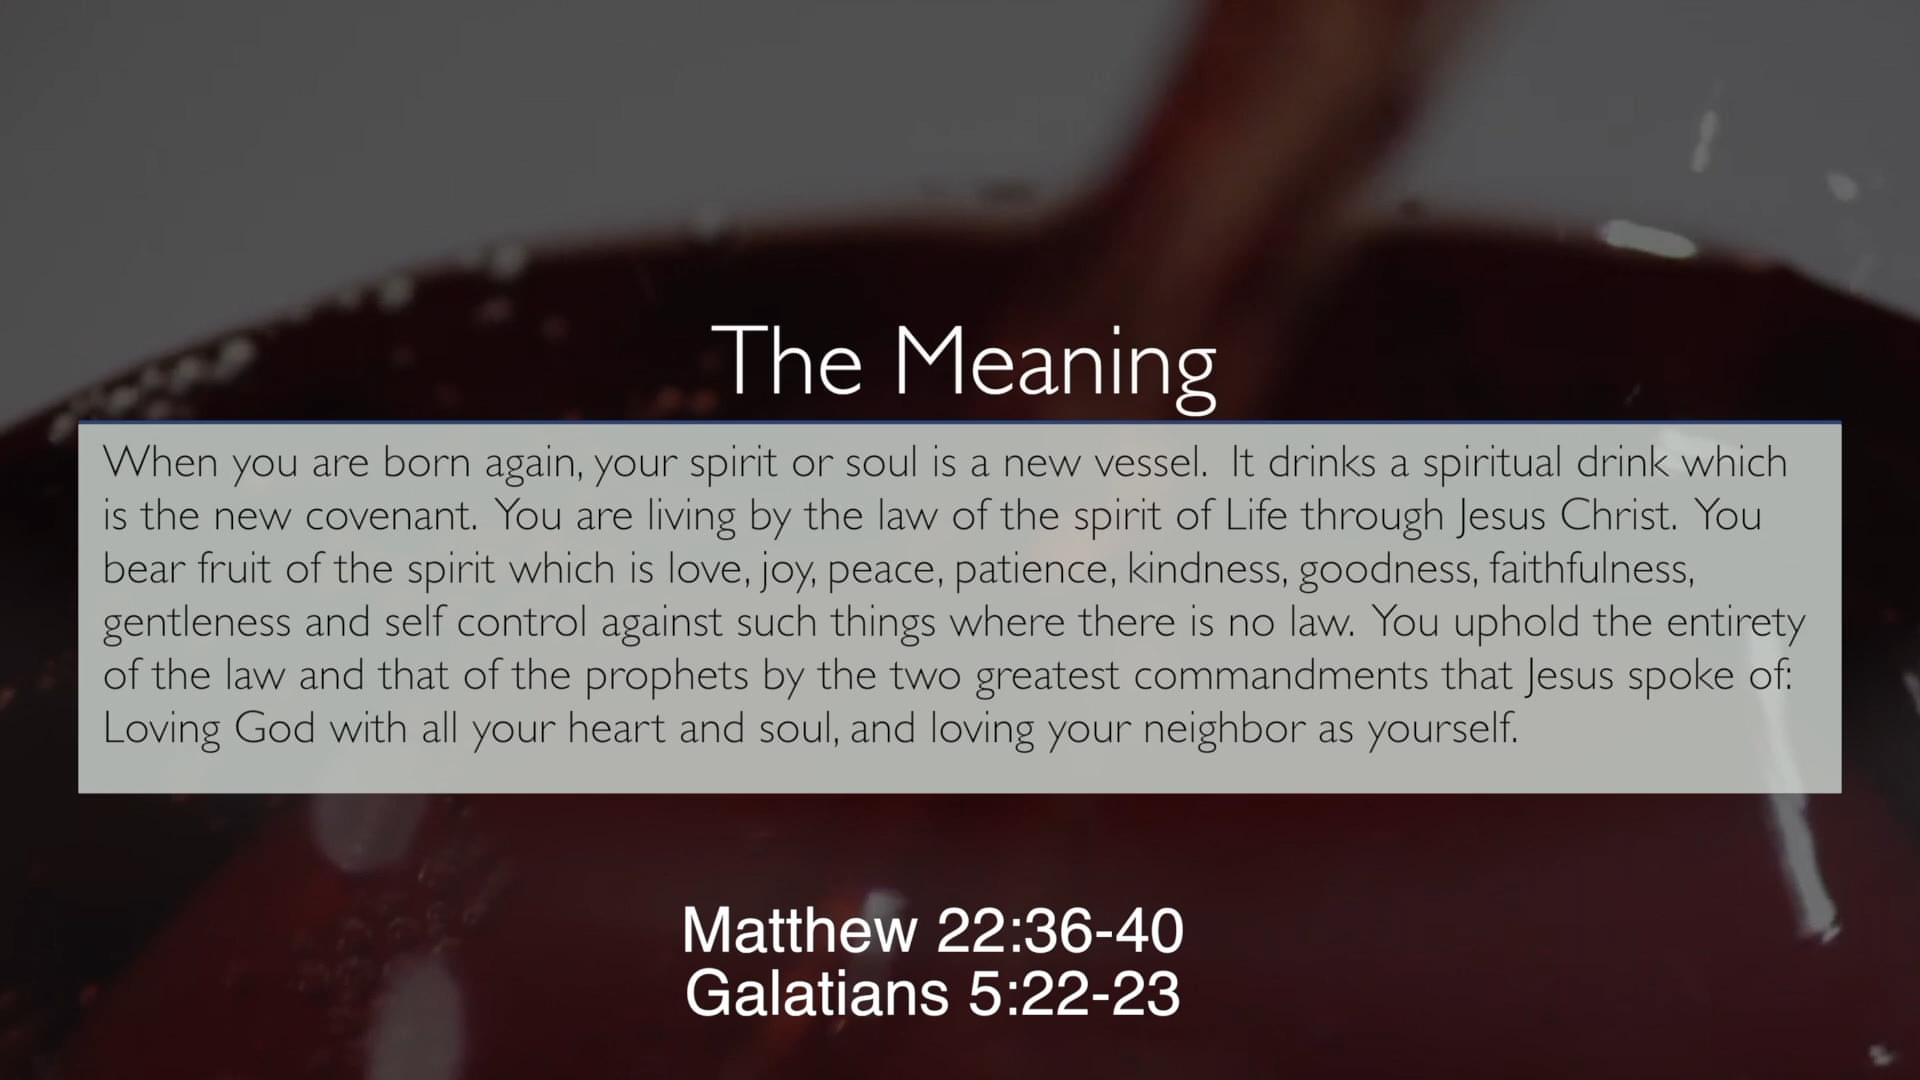 The Meaning
When you are born again, your spirit or soul is a new vessel. It drinks a spiritual drink which
is the new covenant. You are living by the law of the spirit of Life through Jesus Christ. You
bear fruit of the spirit which is love, joy, peace, patience, kindness, goodness, faithfulness,
gentleness and self control against such things where there is no law. You uphold the entirety
of the law and that of the prophets by the two greatest commandments that Jesus spoke of:
Loving God with all your heart and soul, and loving your neighbor as yourself.
Matthew 22:36-40
Galatians 5:22-23